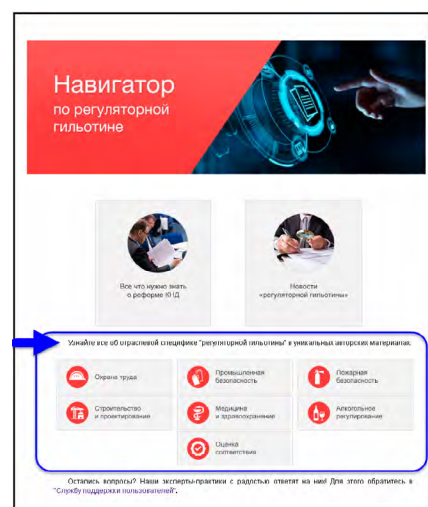 Навигатор
по регуляторной
гильотине
Все что нужно знать
о реформе КНД
Новости
«регуляторной гильотины»
Узнайте все об отраслевой специфике "регуляторной гильотины" в уникальных авторских материалах.
Охрана труда
Промышленная
безопасность
Пожарная
безопасность
Строительство
и проектирование
Медицина
и здравоохранение
Алкогольное
регулирование
Оценка
соответствия
Остались вопросы? Наши эксперты-практики с радостью ответят на них! Для этого обратитесь в
"Службу поддержки пользователей".